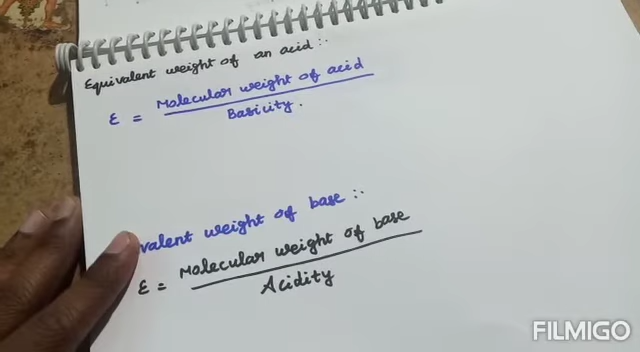 Equivalent weight of an acid :-
E = Molecular weight of acid
Basicity.
valent weight of base :-
E = Molecular weight of base
Acidity
FILMIGO